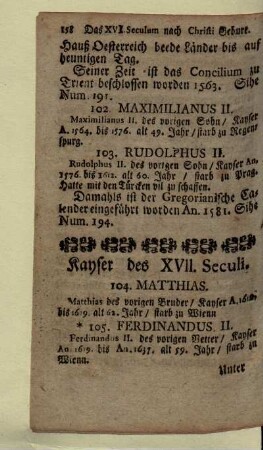 158 Das XVI. Seculum nach Christi Geburt.
Hauß Oesterreich beede Länder bis auf
heuntigen Tag.
Seiner Zeit ist das Concilium zu
Trient beschlossen worden 1563. Sihe
Num. 191.
102. MAXIMILIANUS II.
Maximilianus II. des vorigen Sohn / Kayser
A. 1564. bis 1576. alt 49. Jahr / starb zu Regen
spurg.
103. RUDOLPHUS II.
Rudolphus II. des vorigen Sohn / Kayser An.
1576. bis 1612. alt 60. Jahr / starb zu Prag.
Hatte mit den Türcken vil zu schaffen.
Damahls ist der Gregorianische Ca-
lender eingeführt worden An. 1581. Sihe
Num. 194.
Kayser des XVII. Seculi.
104. MATTHIAS.
Matthias des vorigen Bruder / Kayser A. 1612.
bis 1619. alt 62. Jahr / starb zu Wienn
* 105. FERDINANDUS II.
Ferdinandus II. des vorigen Vetter / Kayser
An. 1619. bis An. 1637. alt 59. Jahr / starb zu
Wienn.
Unter